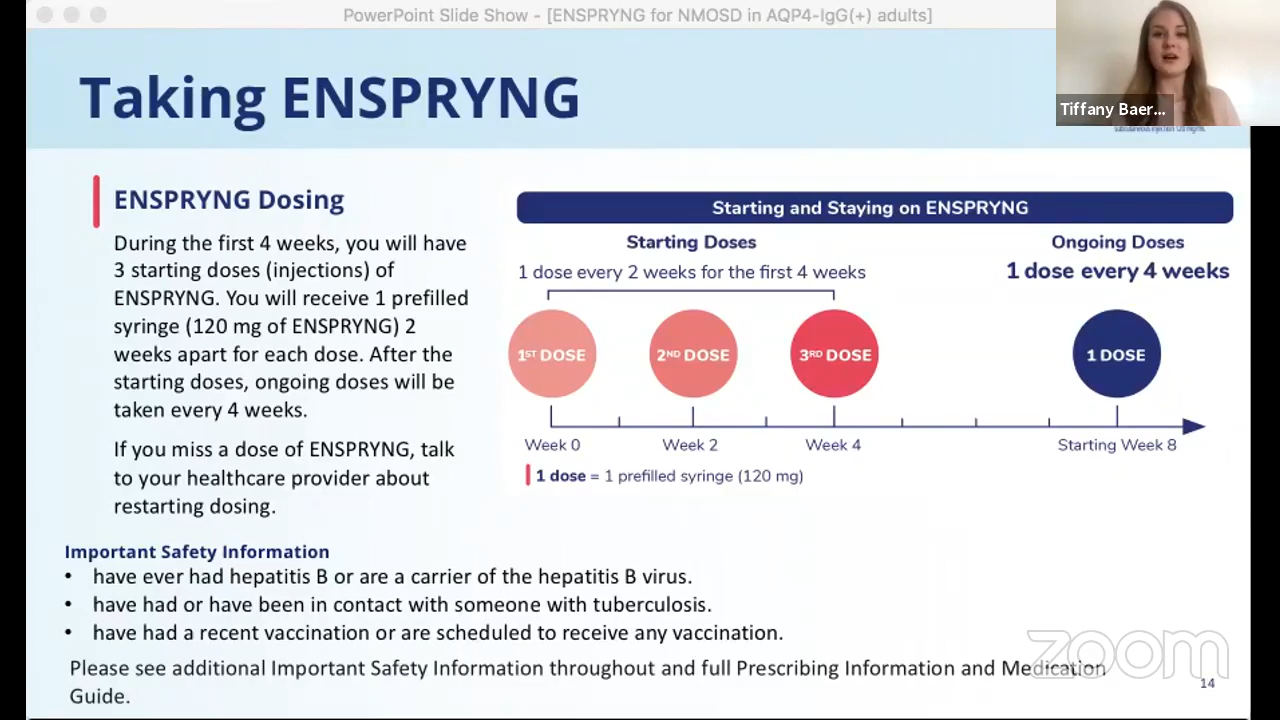 PowerPoint Slide Show - [ENSPRYNG for NMOSD in AQP4-IgG(+) adults]
Tiffany Baer...
Taking ENSPRYNG
Subcutaneous injection 120 mg/mL
ENSPRYNG Dosing
During the first 4 weeks, you will have
3 starting doses (injections) of
ENSPRYNG. You will receive 1 prefilled
syringe (120 mg of ENSPRYNG) 2
weeks apart for each dose. After the
starting doses, ongoing doses will be
taken every 4 weeks.
If you miss a dose of ENSPRYNG, talk
to your healthcare provider about
restarting dosing.
Starting and Staying on ENSPRYNG
Starting Doses
1 dose every 2 weeks for the first 4 weeks
Ongoing Doses
1 dose every 4 weeks
1ST DOSE
2ND DOSE
3RD DOSE
1 DOSE
Week 0
Week 2
Week 4
Starting Week 8
1 dose = 1 prefilled syringe (120 mg)
Important Safety Information
• have ever had hepatitis B or are a carrier of the hepatitis B virus.
• have had or have been in contact with someone with tuberculosis.
• have had a recent vaccination or are scheduled to receive any vaccination.
Please see additional Important Safety Information throughout and full Prescribing Information and Medication
Guide.
zoom
14